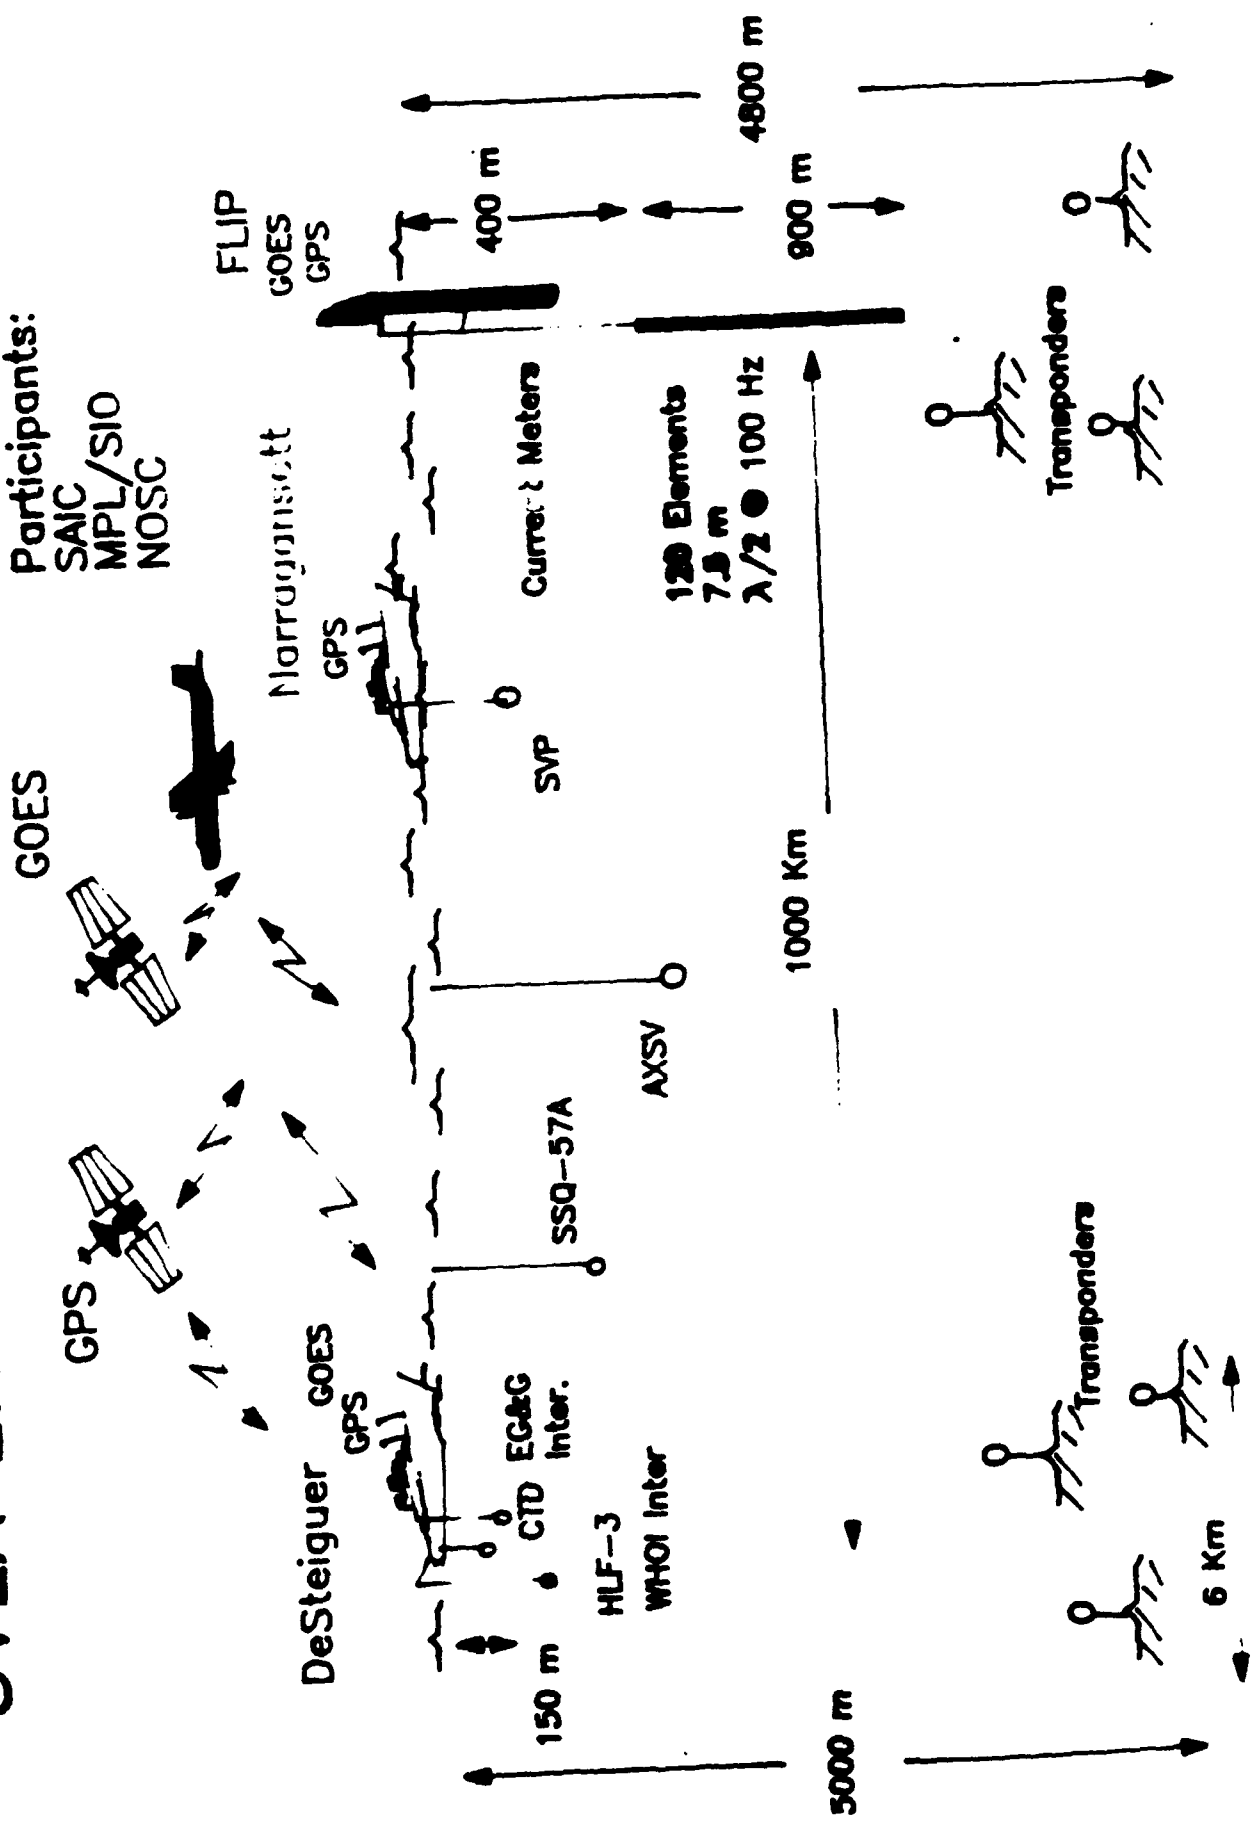 Participants:
SAIC
MPL/SIO
NOSC
GPS
GOES
DeSteiguer
GOES
GPS
Narragansett
GPS
FLIP
GOES
GPS
150 m
CTD
EG&G
Inter.
HLF-3
WHOI Inter
SSQ-57A
AXSV
SVP
Current Meters
400 m
120 Elements
7.5 m
λ/2 @ 100 Hz
900 m
4800 m
1000 Km
5000 m
Transponders
Transponders
6 Km